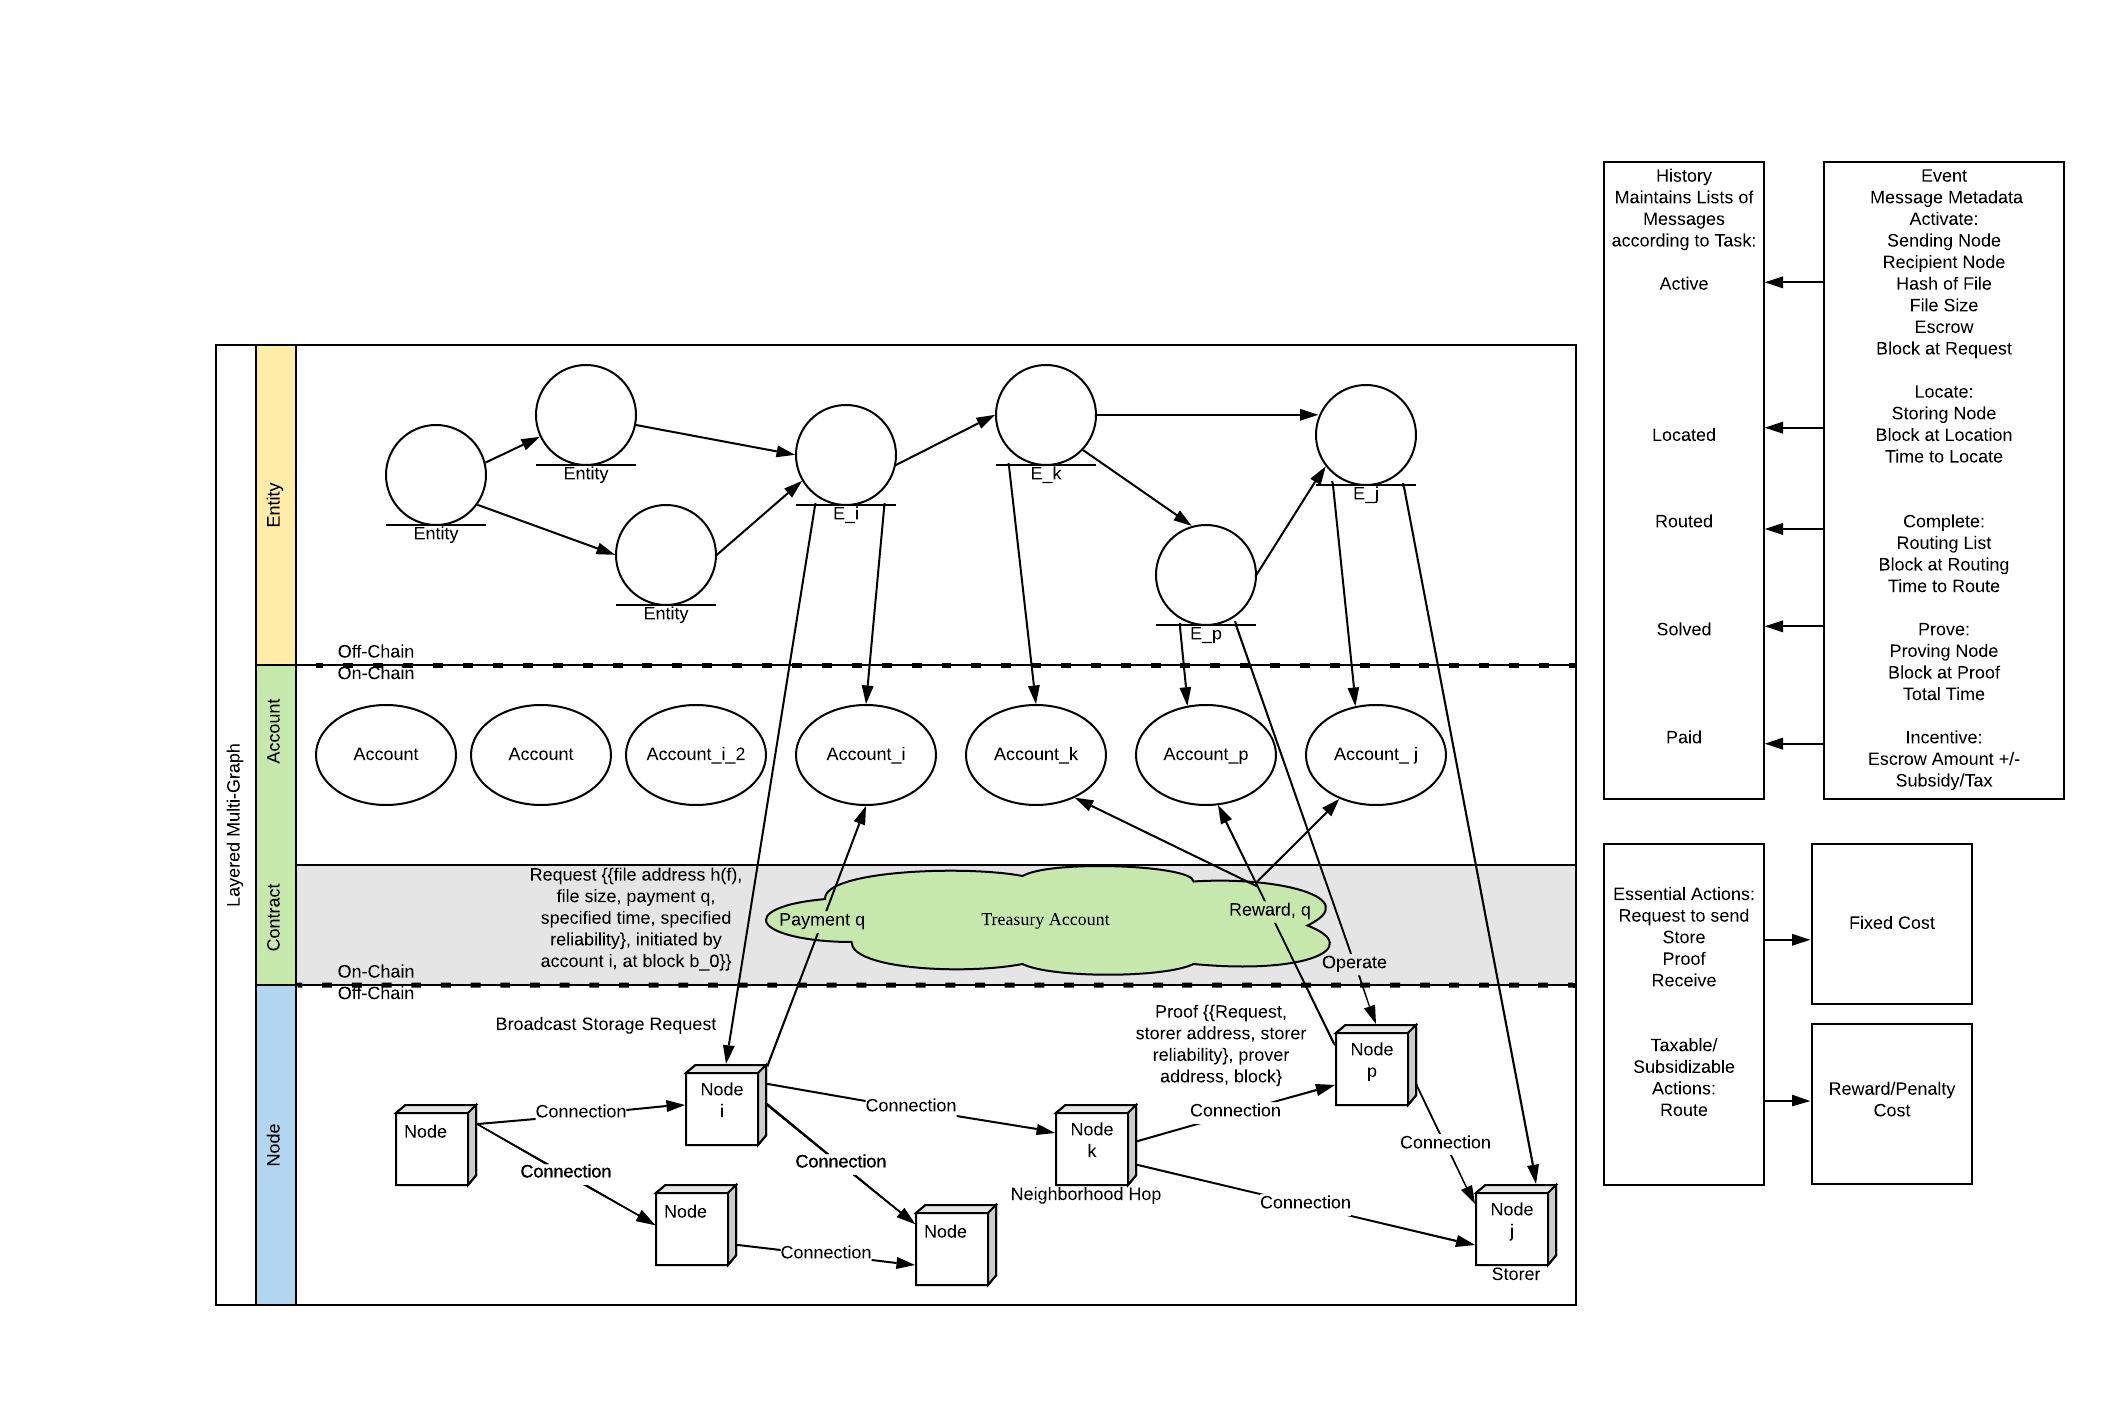 Layered Multi-Graph
Entity
Account
Contract
Node
Entity
Entity
Entity
E_i
E_k
E_p
E_j
Off-Chain
On-Chain
Account
Account
Account_i_2
Account_i
Account_k
Account_p
Account_ j
Request {{file address h(f),
file size, payment q,
specified time, specified
reliability}, initiated by
account i, at block b_0}}
Payment q
Treasury Account
Reward, q
Operate
On-Chain
Off-Chain
Broadcast Storage Request
Proof {{Request,
storer address, storer
reliability}, prover
address, block}
Node
Connection
Connection
Node
i
Node
Connection
Connection
Connection
Node
Node
k
Neighborhood Hop
Connection
Connection
Node
p
Connection
Node
j
Storer
History
Maintains Lists of
Messages
according to Task:
Active
Located
Routed
Solved
Paid
Event
Message Metadata
Activate:
Sending Node
Recipient Node
Hash of File
File Size
Escrow
Block at Request
Locate:
Storing Node
Block at Location
Time to Locate
Complete:
Routing List
Block at Routing
Time to Route
Prove:
Proving Node
Block at Proof
Total Time
Incentive:
Escrow Amount +/-
Subsidy/Tax
Essential Actions:
Request to send
Store
Proof
Receive
Taxable/
Subsidizable
Actions:
Route
Fixed Cost
Reward/Penalty
Cost